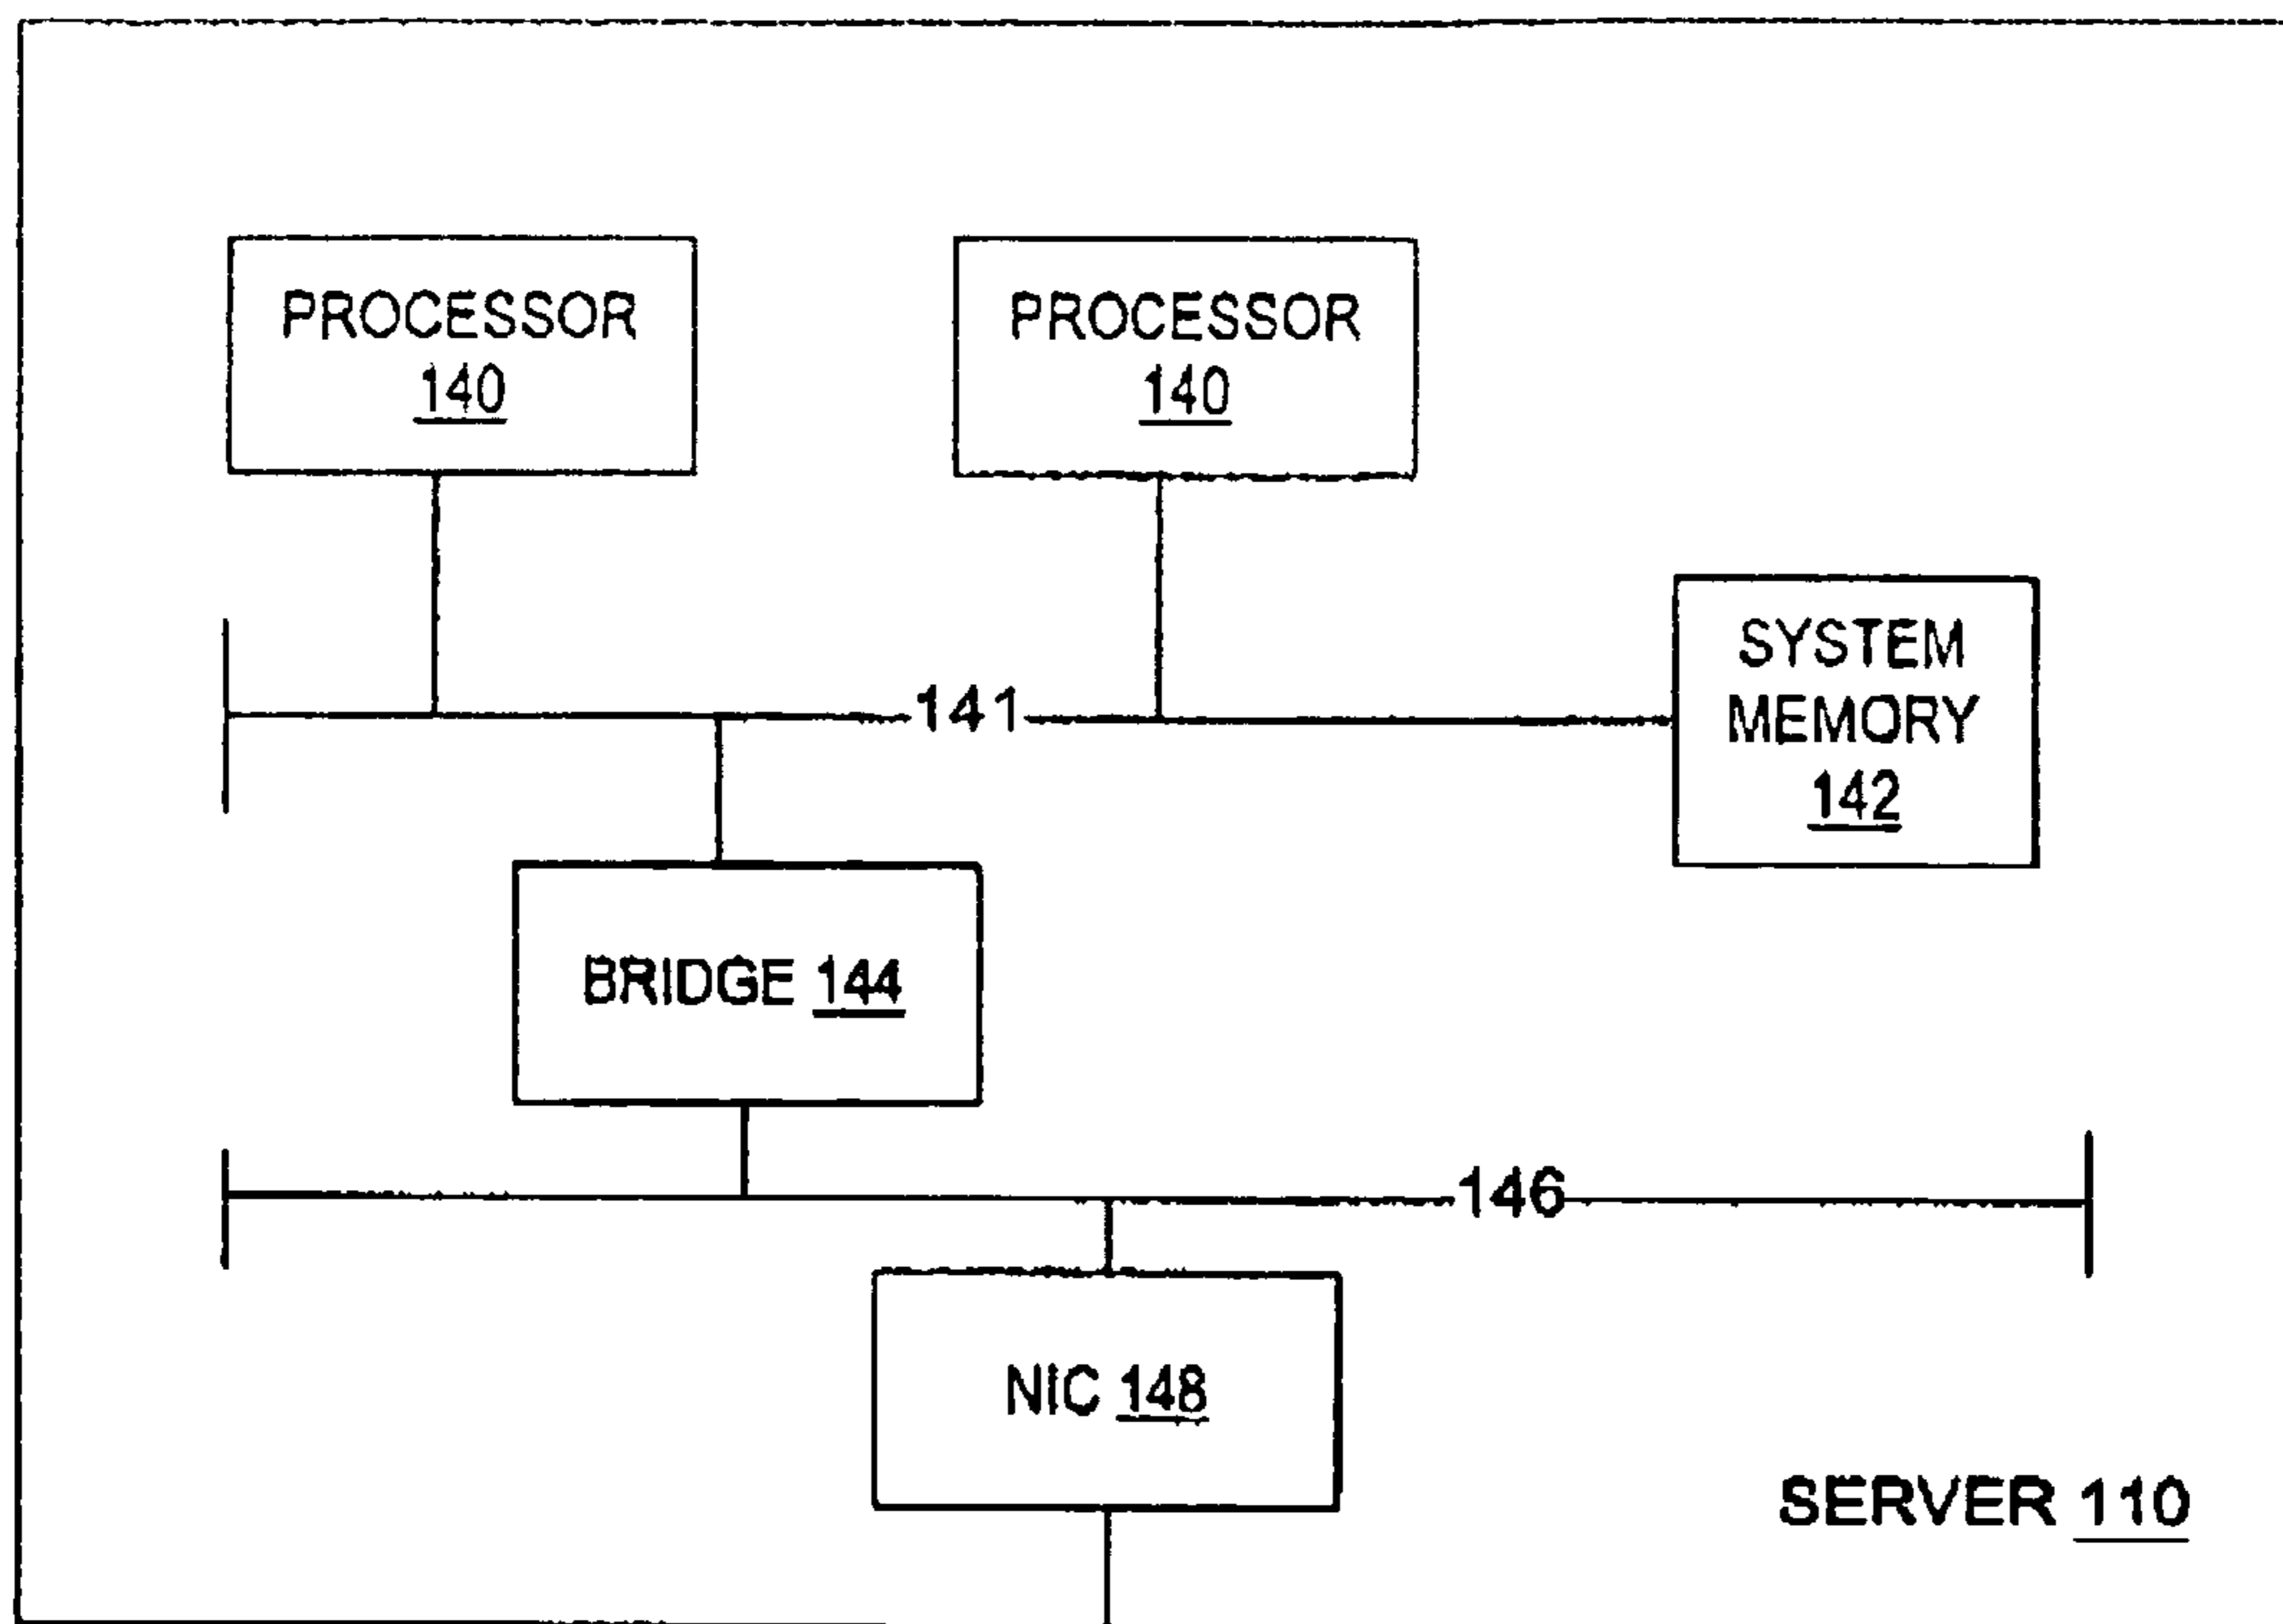 PROCESSOR
140
PROCESSOR
140
141
SYSTEM
MEMORY
142
BRIDGE 144
146
NIC 148
SERVER 110